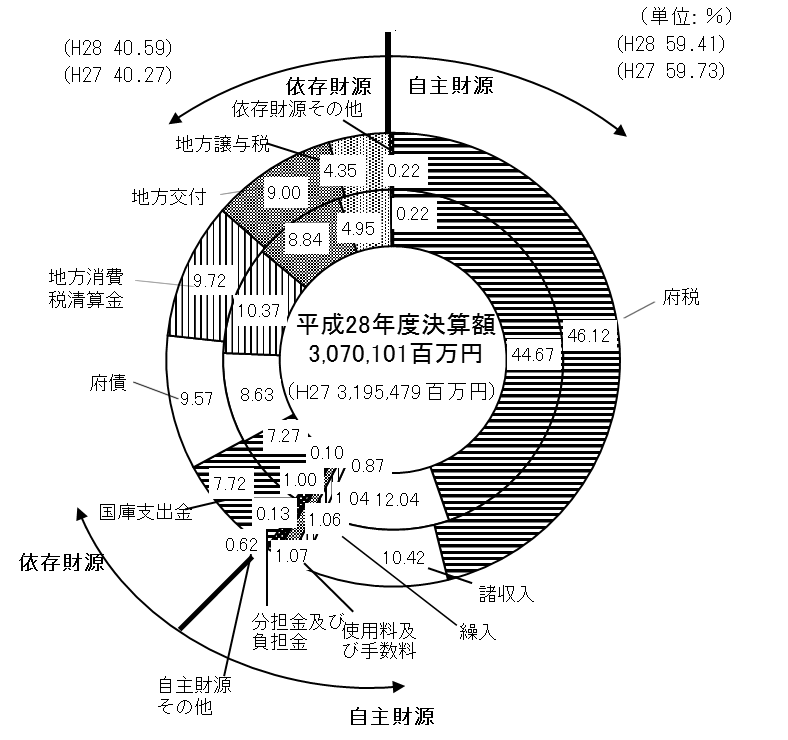 （単位: %）
(H28 40.59)
(H27 40.27)
(H28 59.41)
(H27 59.73)
依存財源
自主財源
依存財源その他
地方譲与税
4.35
0.22
地方交付
9.00
4.95
0.22
8.84
地方消費
税清算金
9.72
10.37
府税
46.12
44.67
平成28年度決算額
3,070,101百万円
(H27 3,195,479百万円)
府債
9.57
8.63
7.27
0.10
0.87
7.72
1.00
1.04
12.04
国庫支出金
0.13
1.06
0.62
1.07
10.42
依存財源
諸収入
分担金及び
負担金
使用料及
び手数料
繰入
自主財源
その他
自主財源